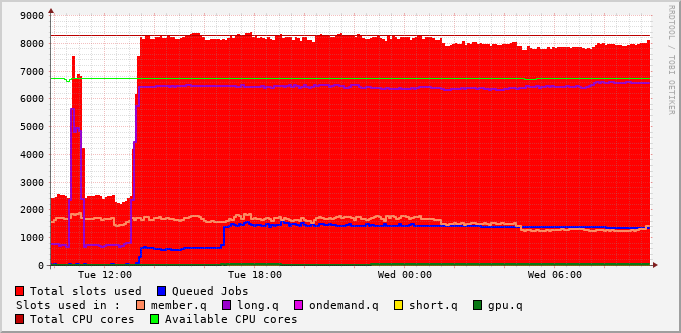 9000
8000
7000
6000
5000
4000
3000
2000
1000
0
Tue 12:00 Tue 18:00 Wed 00:00 Wed 06:00
RRDTOOL / TOBI OETIKER
Total slots used Queued Jobs
Slots used in : member.q long.q ondemand.q short.q gpu.q
Total CPU cores Available CPU cores